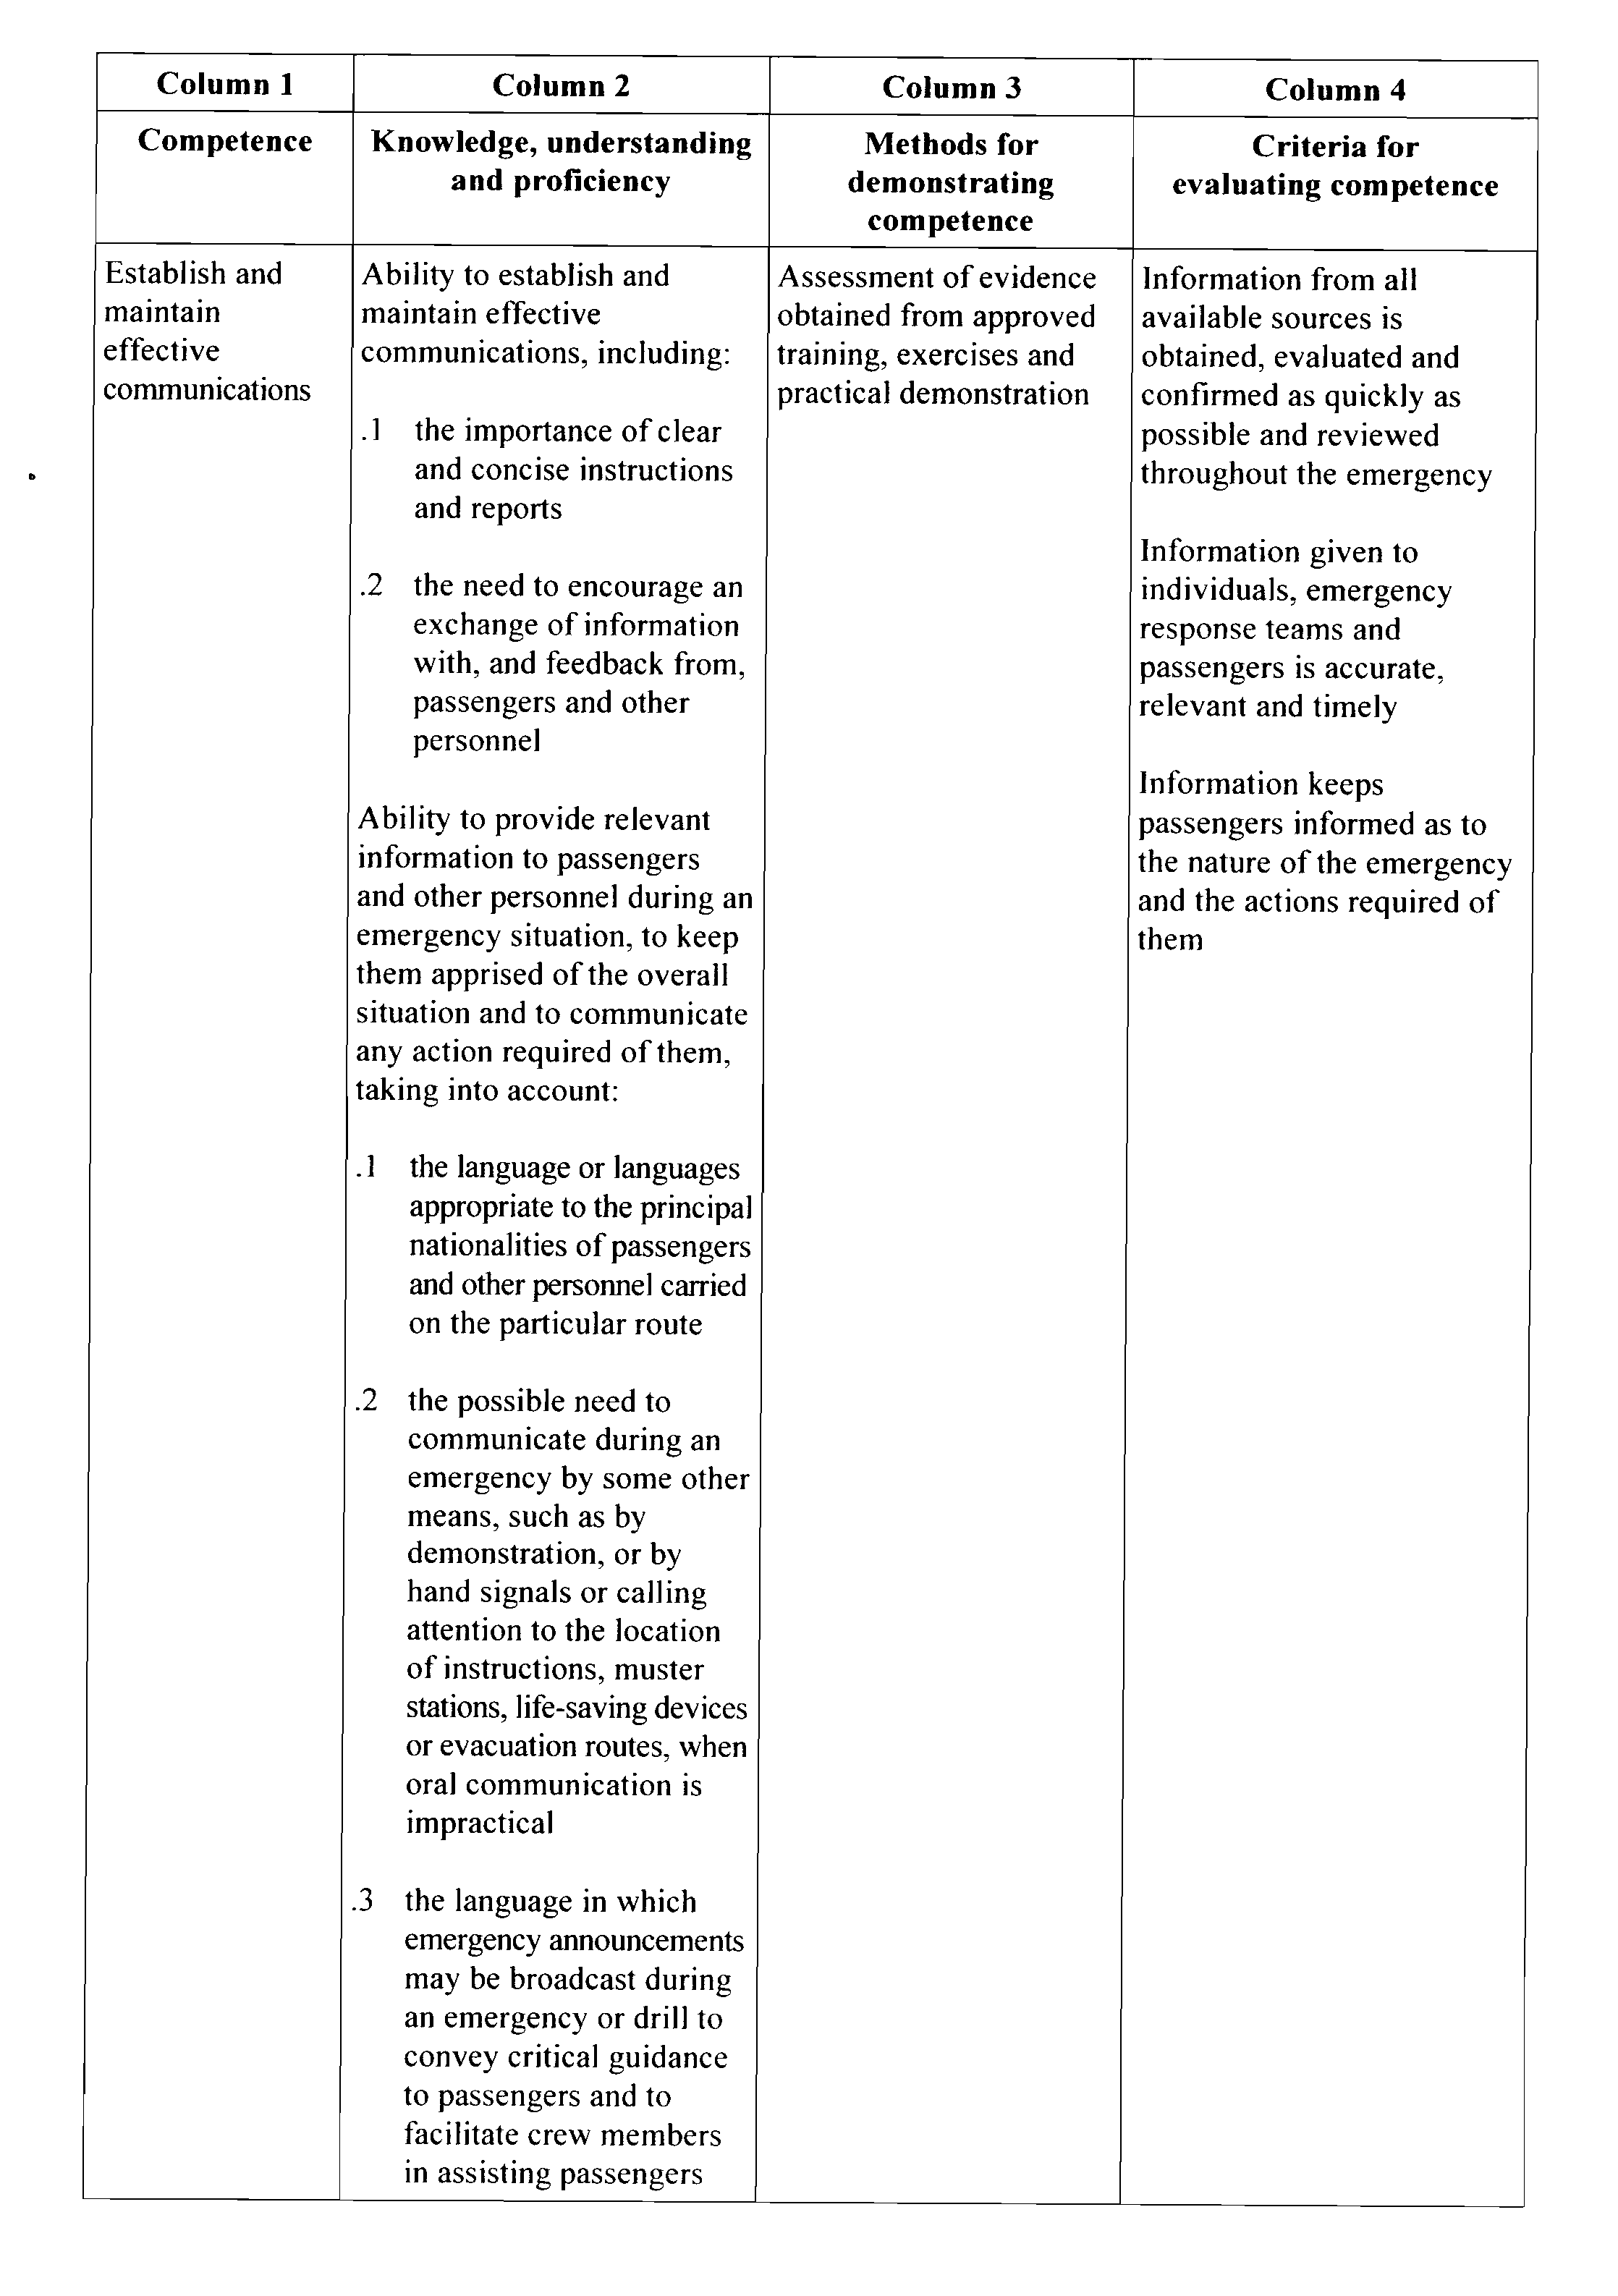 Column 1
Column 2
Column 3
Column 4
Competence
Knowledge, understanding
and proficiency
Methods for
demonstrating
competence
Criteria for
evaluating competence
Establish and
maintain
effective
communications
Ability to establish and
maintain effective
communications, including:
.1 the importance of clear
and concise instructions
and reports
.2 the need to encourage an
exchange of information
with, and feedback from,
passengers and other
personnel
Ability to provide relevant
information to passengers
and other personnel during an
emergency situation, to keep
them apprised of the overall
situation and to communicate
any action required of them,
taking into account:
.1 the language or languages
appropriate to the principal
nationalities of passengers
and other personnel carried
on the particular route
.2 the possible need to
communicate during an
emergency by some other
means, such as by
demonstration, or by
hand signals or calling
attention to the location
of instructions, muster
stations, life-saving devices
or evacuation routes, when
oral communication is
impractical
.3 the language in which
emergency announcements
may be broadcast during
an emergency or drill to
convey critical guidance
to passengers and to
facilitate crew members
in assisting passengers
Assessment of evidence
obtained from approved
training, exercises and
practical demonstration
Information from all
available sources is
obtained, evaluated and
confirmed as quickly as
possible and reviewed
throughout the emergency
Information given to
individuals, emergency
response teams and
passengers is accurate,
relevant and timely
Information keeps
passengers informed as to
the nature of the emergency
and the actions required of
them